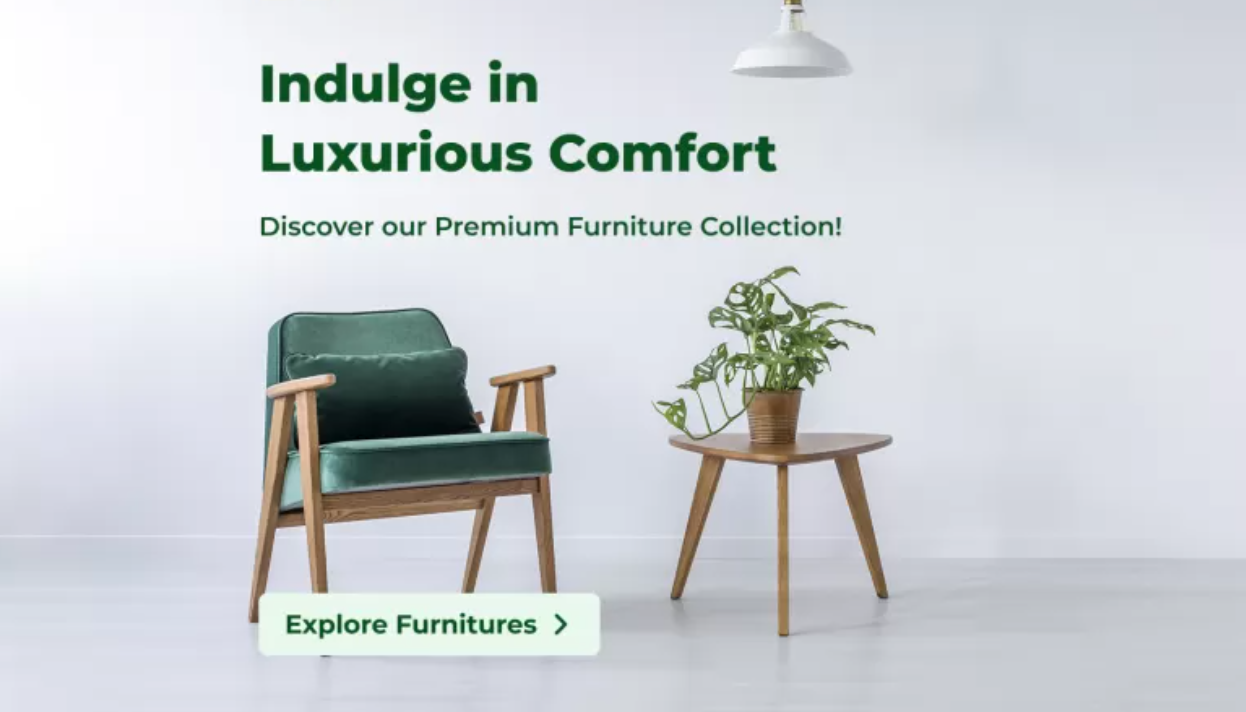 Indulge in
Luxurious Comfort
Discover our Premium Furniture Collection!
Explore Furnitures